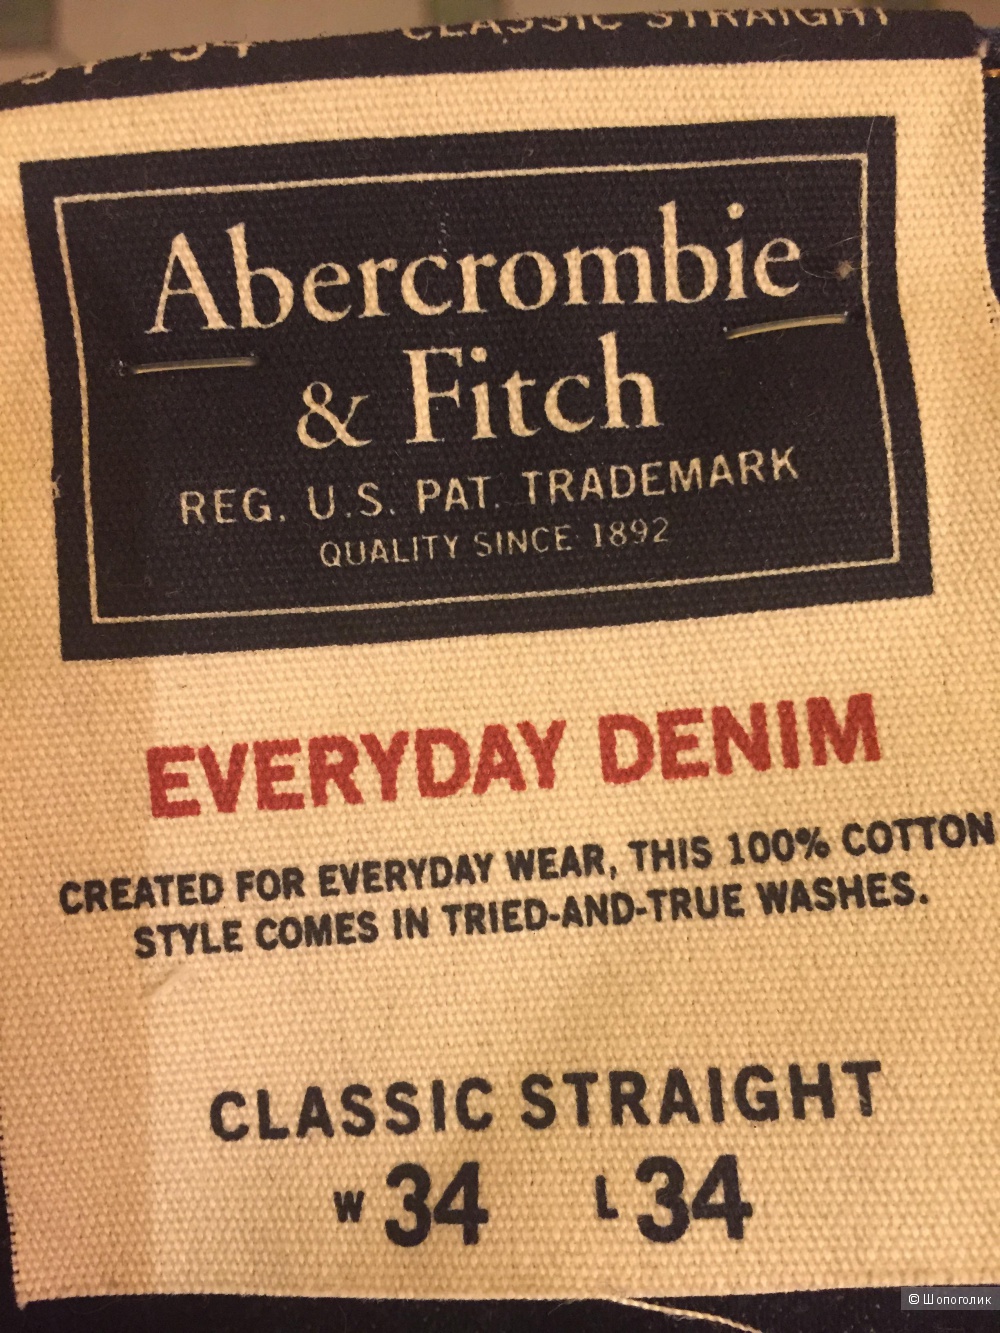 CLASSIC STRAIGHT
Abercrombie
& Fitch
REG. U.S. PAT. TRADEMARK
QUALITY SINCE 1892
EVERYDAY DENIM
CREATED FOR EVERYDAY WEAR, THIS 100% COTTON
STYLE COMES IN TRIED-AND-TRUE WASHES.
CLASSIC STRAIGHT
W 34 L 34
© Шопоголик